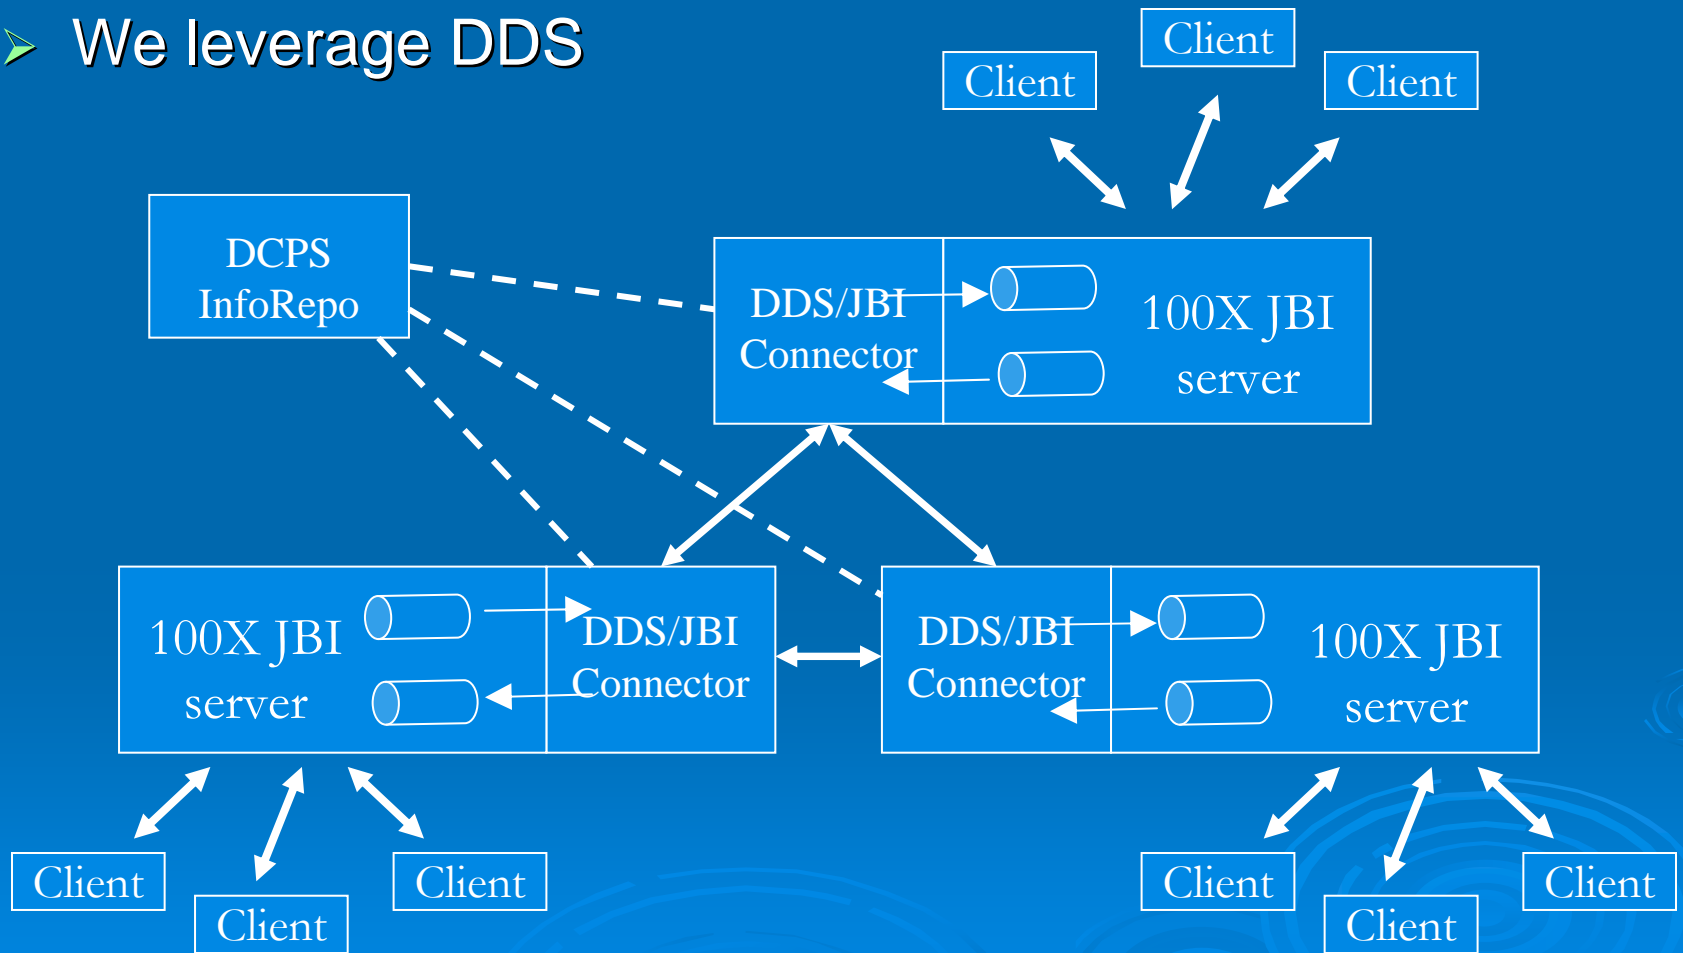 We leverage DDS
Client
Client
Client
DCPS
InfoRepo
DDS/JBI
Connector
100X JBI
server
100X JBI
server
DDS/JBI
Connector
DDS/JBI
Connector
100X JBI
server
Client
Client
Client
Client
Client
Client